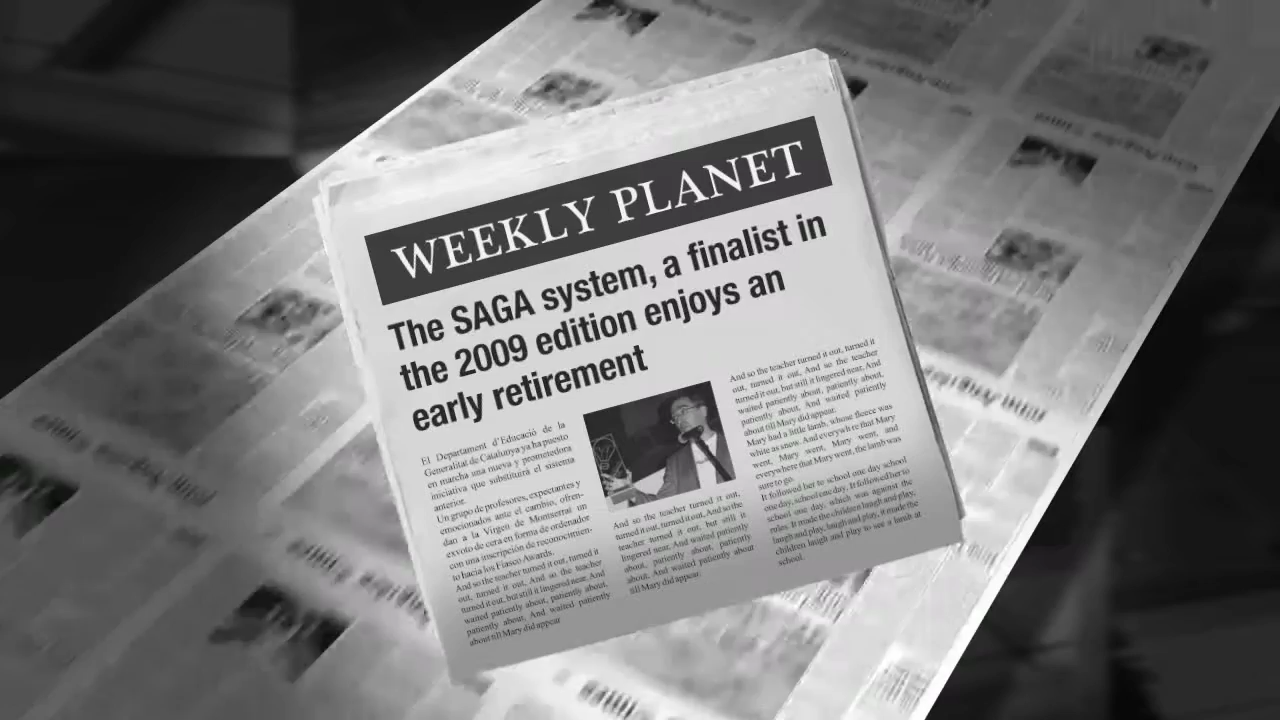 WEEKLY PLANET
The SAGA system, a finalist in
the 2009 edition enjoys an
early retirement
El Departament d'Educació de la
Generalitat de Catalunya ya ha puesto
en marcha una nueva y prometedora
iniciativa que substituirá el sistema
anterior.
Un grupo de profesores, expectantes y
emocionados ante el cambio, ofren-
dan a la Virgen de Montserrat un
exvoto de cera en forma de ordenador
con una inscripción de reconocimien-
to hacia los Fiasco Awards.
And so the teacher turned it
out, turned it out, And so the teacher
turned it out, but still it lingered near, And
waited patiently about, patiently about,
patiently about, And waited patiently
about till Mary did appear
And so the teacher turned it out,
turned it out, turned it out, And so the
teacher turned it out, but still it
lingered near, And waited patiently
about, patiently about, patiently
about, And waited patiently about
till Mary did appear.
And so the teacher turned it out, turned it
out, turned it out, And so the teacher
turned it out, but still it lingered near, And
waited patiently about, patiently about,
patiently about, And waited patiently
about till Mary did appear.
Mary had a little lamb, whose fleece was
white as snow. And everywhere that Mary
went, Mary went, Mary went, and
everywhere that Mary went, the lamb was
sure to go.
It followed her to school one day school
one day, school one day, It followed her to
school one day, which was against the
rules. It made the children laugh and play,
laugh and play, laugh and play, it made the
children laugh and play to see a lamb at
school.